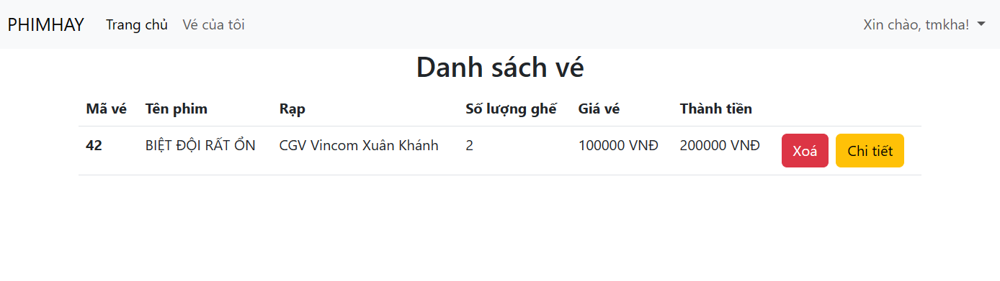 PHIMHAY Trang chủ Vé của tôi Xin chào, tmkha!
Danh sách vé
Mã vé Tên phim Rạp Số lượng ghế Giá vé Thành tiền
42 BIỆT ĐỘI RẤT ỔN CGV Vincom Xuân Khánh 2 100000 VNĐ 200000 VNĐ Xoá Chi tiết